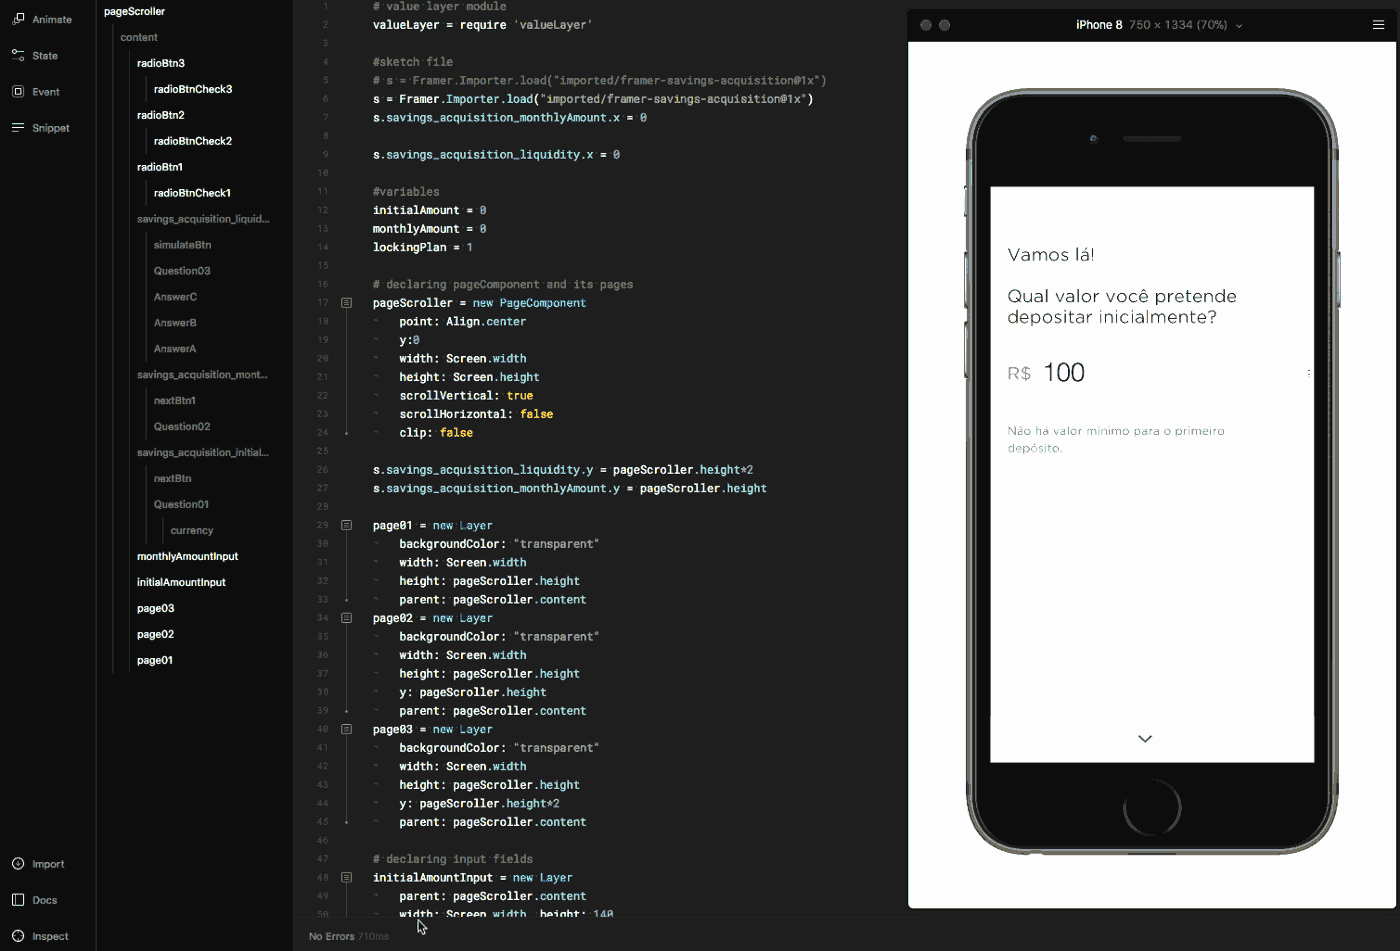 Animate
State
Event
Snippet
Import
Docs
Inspect
pageScroller
content
radioBtn3
radioBtnCheck3
radioBtn2
radioBtnCheck2
radioBtn1
radioBtnCheck1
savings_acquisition_liquid...
simulateBtn
Question03
AnswerC
AnswerB
AnswerA
savings_acquisition_mont...
nextBtn1
Question02
savings_acquisition_initial...
nextBtn
Question01
currency
monthlyAmountInput
initialAmountInput
page03
page02
page01
1 # value layer module
2 valueLayer = require 'valueLayer'
3
4 #sketch file
5 # s = Framer.Importer.load("imported/framer-savings-acquisition@1x")
6 s = Framer.Importer.load("imported/framer-savings-acquisition@1x")
7 s.savings_acquisition_monthlyAmount.x = 0
8
9 s.savings_acquisition_liquidity.x = 0
10
11 #variables
12 initialAmount = 0
13 monthlyAmount = 0
14 lockingPlan = 1
15
16 # declaring pageComponent and its pages
17 pageScroller = new PageComponent
18 point: Align.center
19 y:0
20 width: Screen.width
21 height: Screen.height
22 scrollVertical: true
23 scrollHorizontal: false
24 clip: false
25
26 s.savings_acquisition_liquidity.y = pageScroller.height*2
27 s.savings_acquisition_monthlyAmount.y = pageScroller.height
28
29 page01 = new Layer
30 backgroundColor: "transparent"
31 width: Screen.width
32 height: pageScroller.height
33 parent: pageScroller.content
34 page02 = new Layer
35 backgroundColor: "transparent"
36 width: Screen.width
37 height: pageScroller.height
38 y: pageScroller.height
39 parent: pageScroller.content
40 page03 = new Layer
41 backgroundColor: "transparent"
42 width: Screen.width
43 height: pageScroller.height
44 y: pageScroller.height*2
45 parent: pageScroller.content
46
47 # declaring input fields
48 initialAmountInput = new Layer
49 parent: pageScroller.content
50 width: Screen.width, height: 140
No Errors 710ms
iPhone 8 750 × 1334 (70%)
Vamos lá!
Qual valor você pretende
depositar inicialmente?
R$ 100
Não há valor mínimo para o primeiro
depósito.